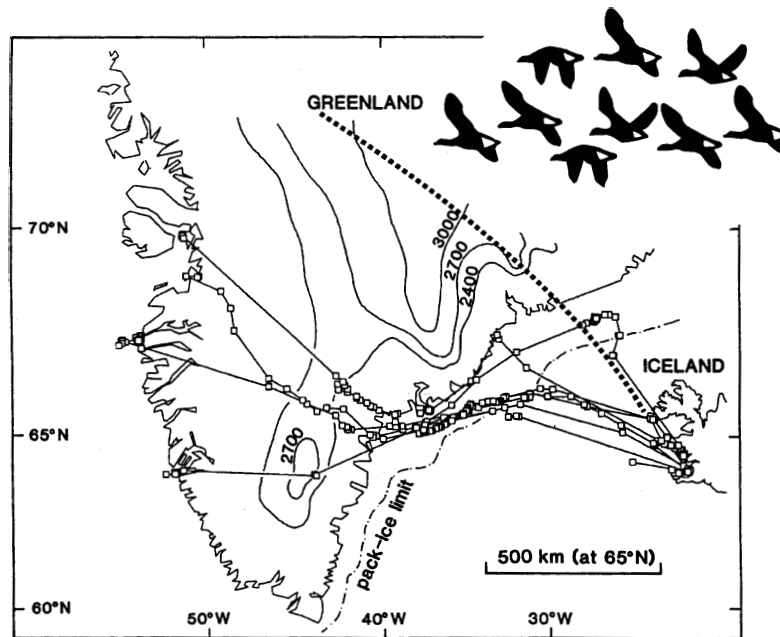 GREENLAND
70°N
3000
2700
2400
ICELAND
65°N
2700
pack-ice limit
500 km (at 65°N)
60°N
50°W
40°W
30°W